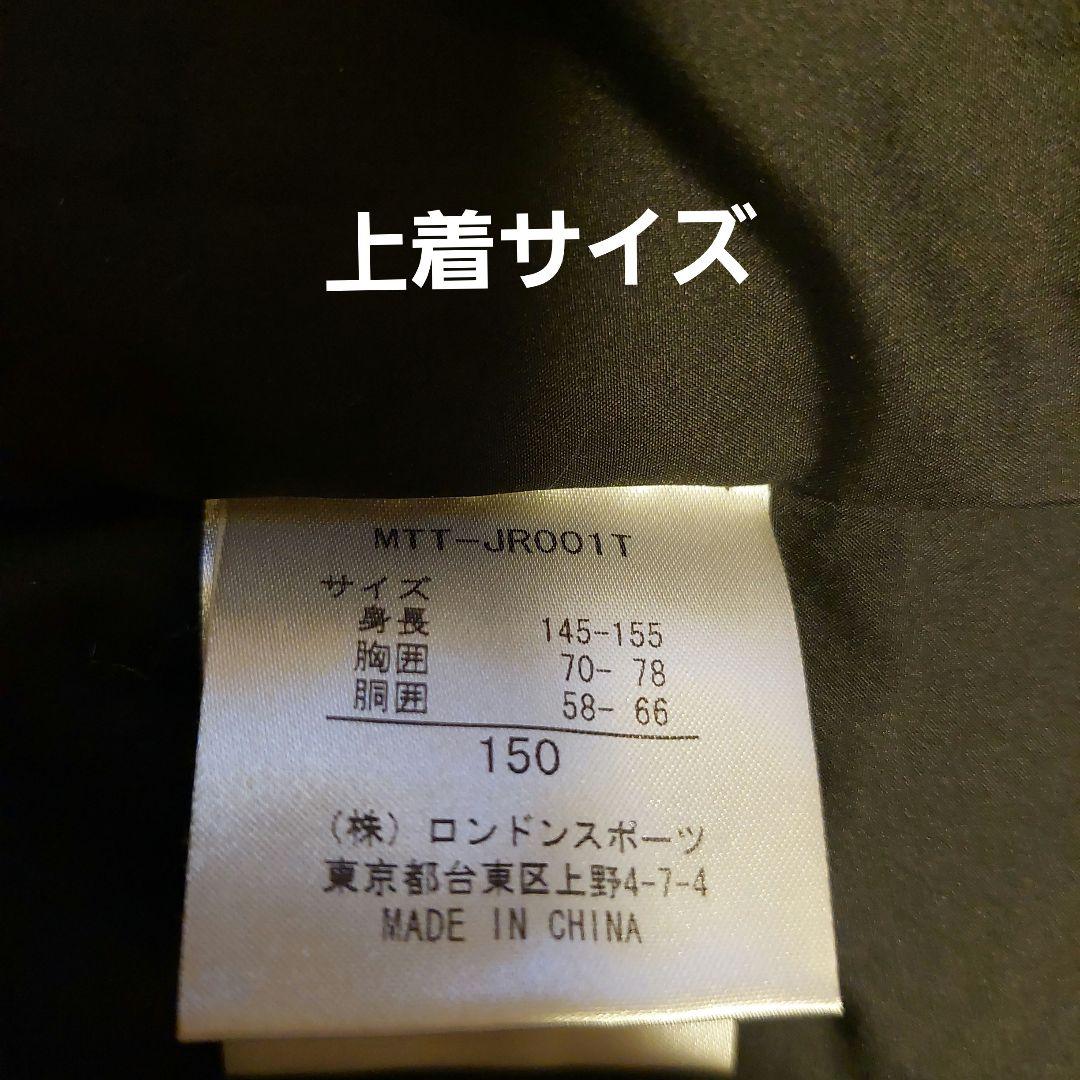 上着サイズ
MTT-JR001T
サイズ
身長 145-155
胸囲 70- 78
胴囲 58- 66
150
(株) ロンドンスポーツ
東京都台東区上野4-7-4
MADE IN CHINA